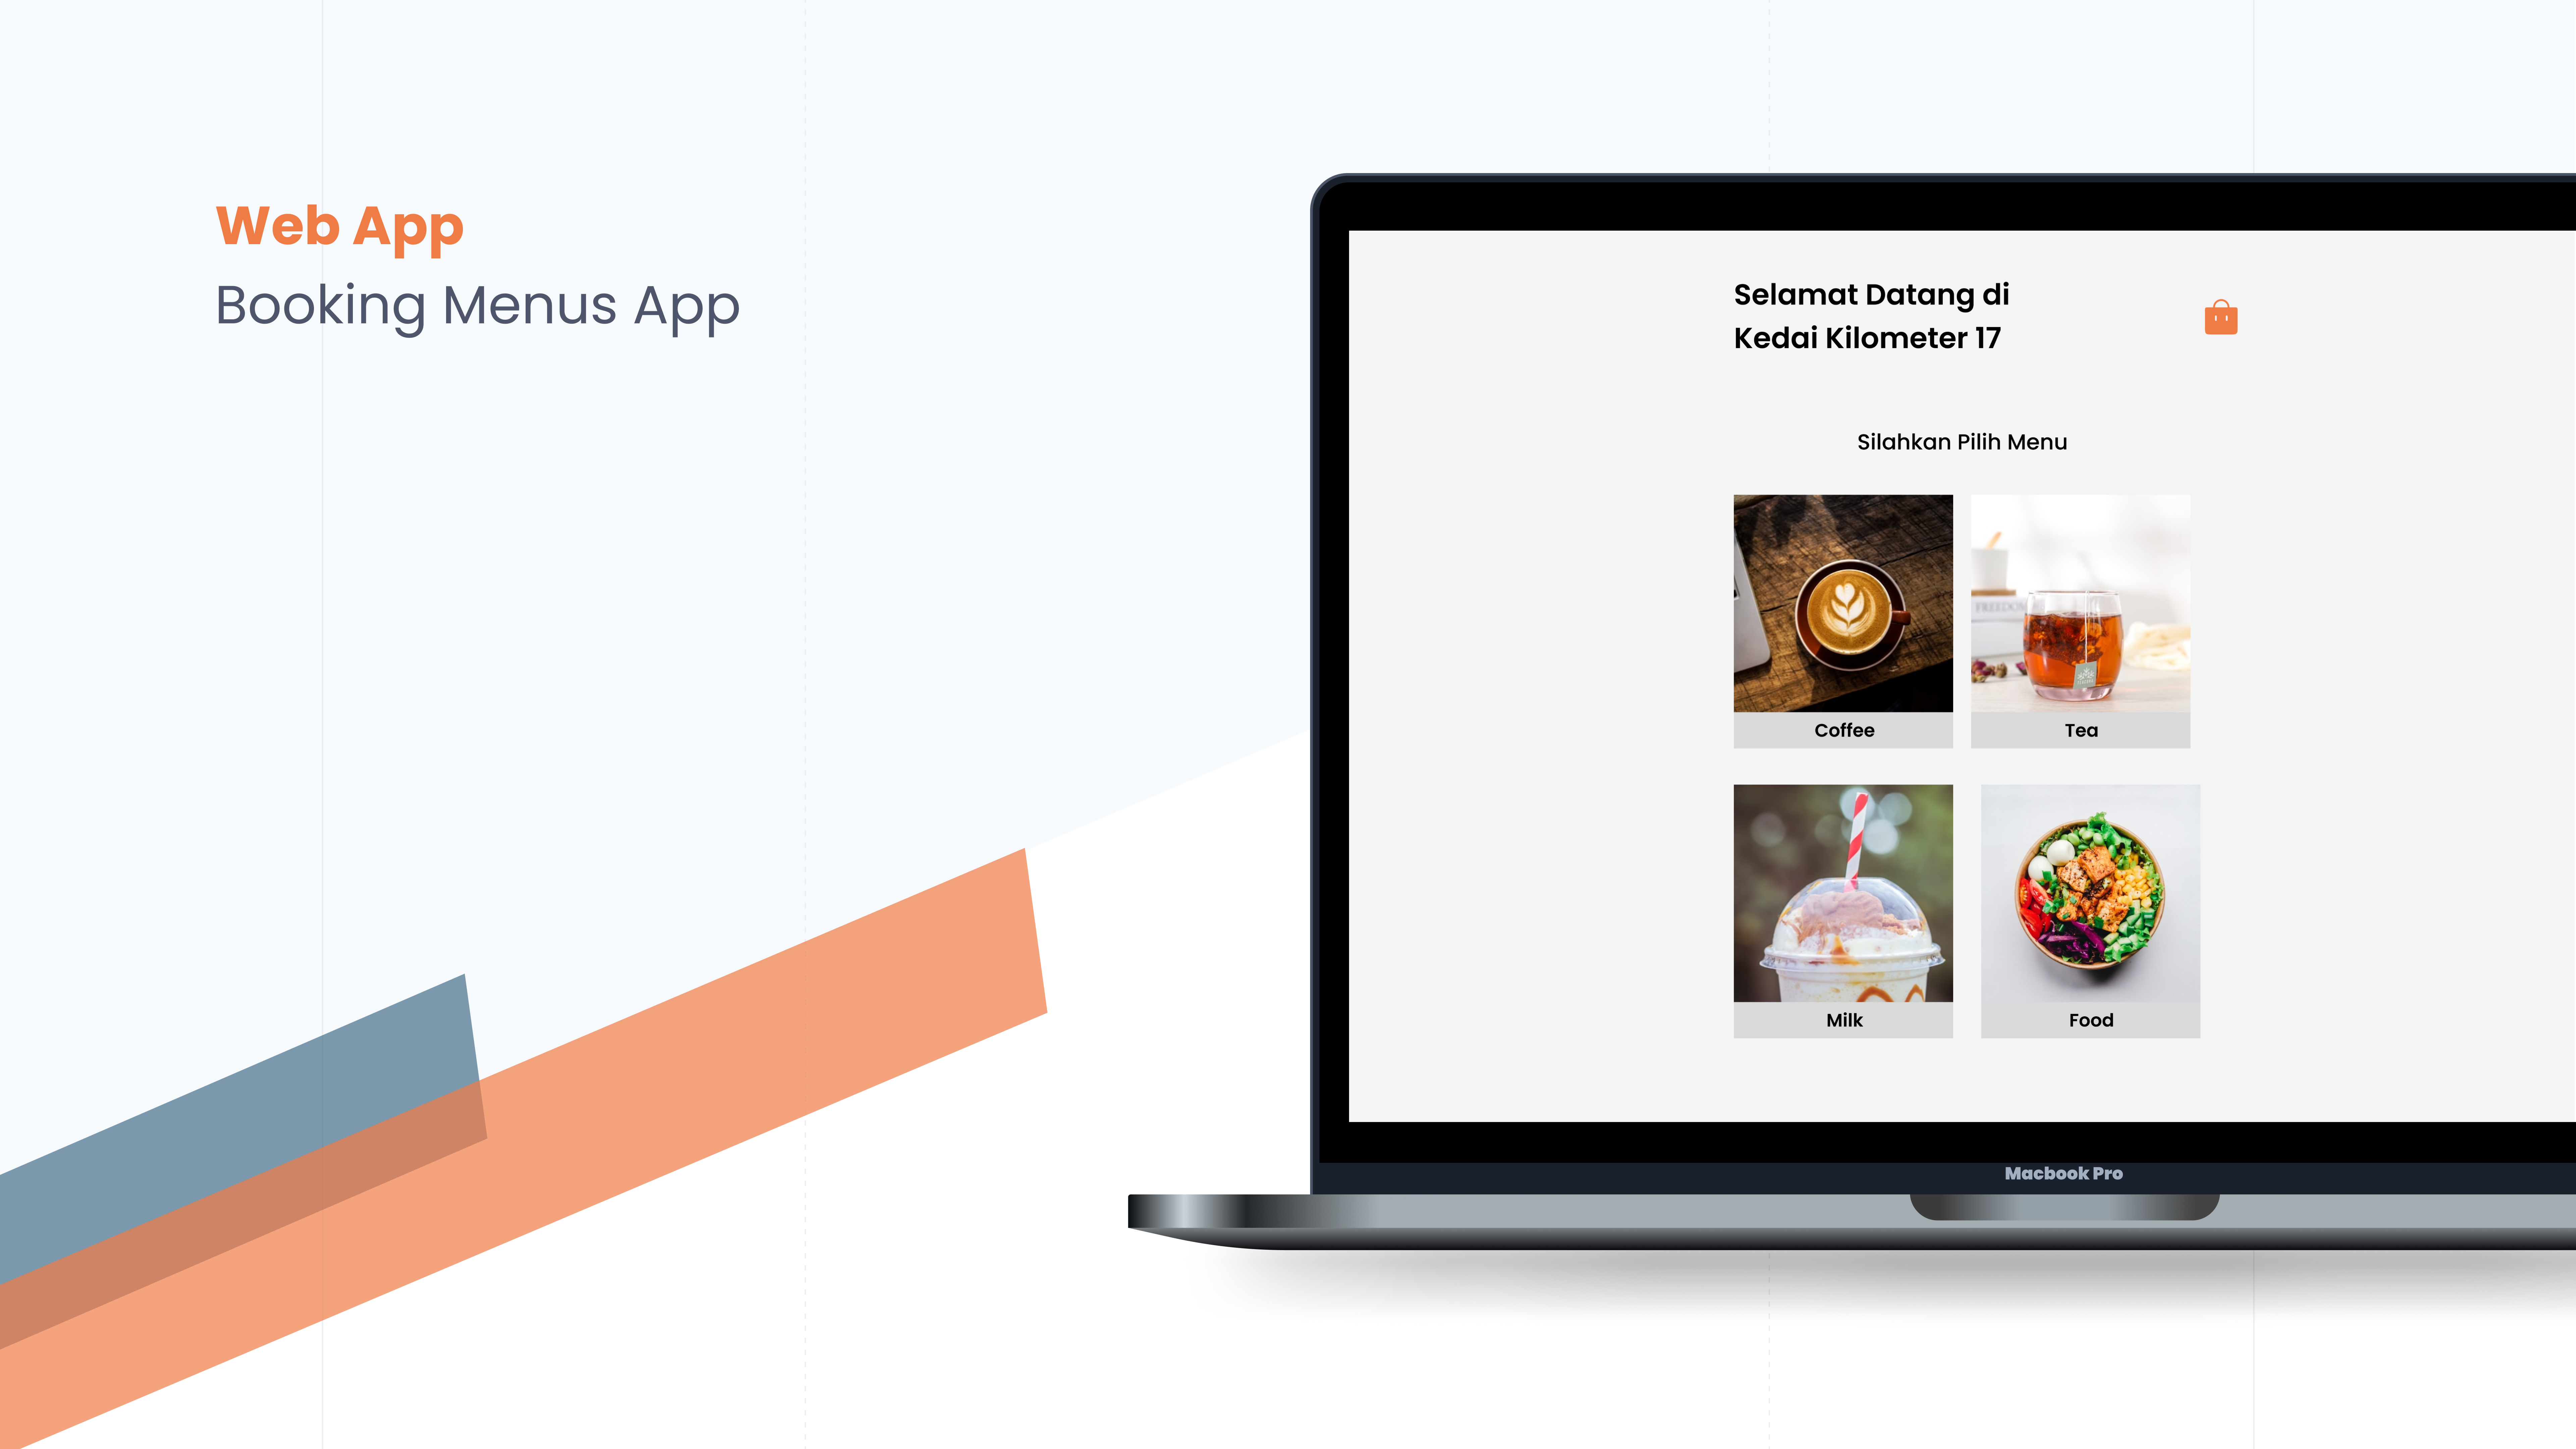 Web App
Booking Menus App
Selamat Datang di
Kedai Kilometer 17
Silahkan Pilih Menu
FREEDOM
Coffee
Tea
Milk
Food
Macbook Pro